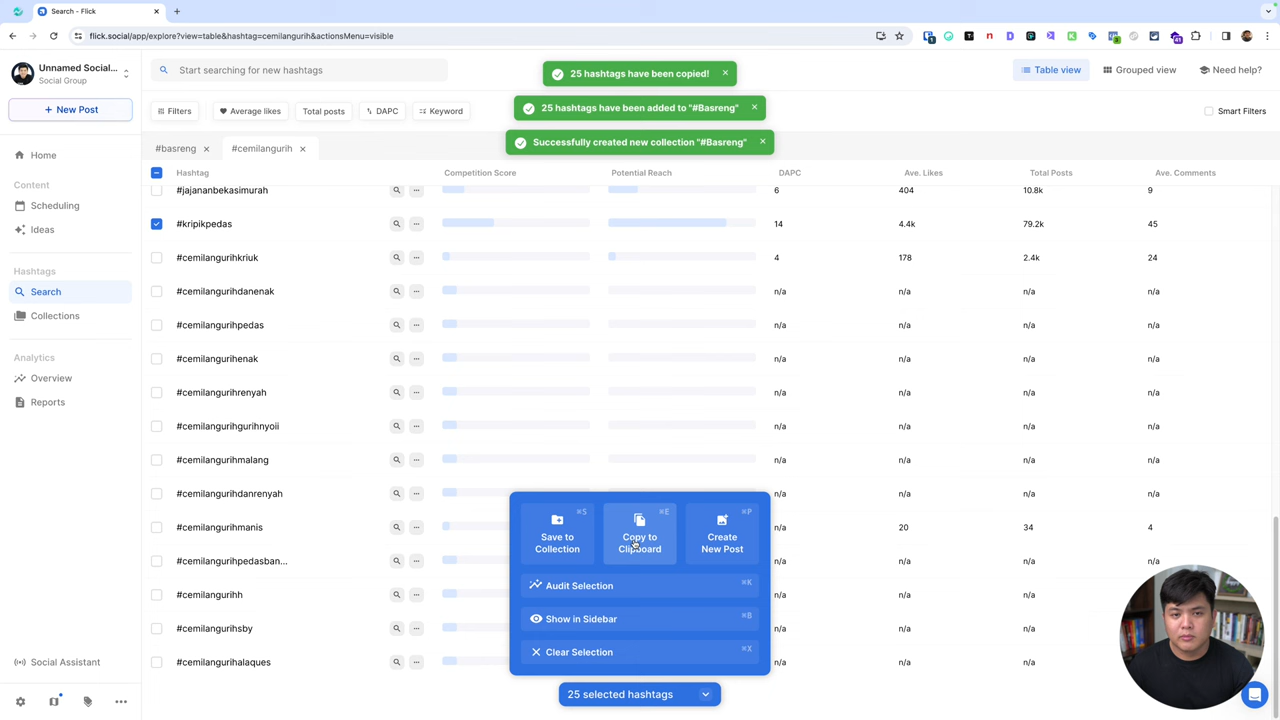 Search - Flick
flick.social/app/explore?view=table&hashtag=cemilangurih&actionsMenu=visible
Unnamed Social...
Social Group
+ New Post
Home
Content
Scheduling
Ideas
Hashtags
Search
Collections
Analytics
Overview
Reports
Social Assistant
Start searching for new hashtags
25 hashtags have been copied!
25 hashtags have been added to "#Basreng"
Successfully created new collection "#Basreng"
Table view
Grouped view
Need help?
Filters
Average likes
Total posts
DAPC
Keyword
Smart Filters
#basreng
#cemilangurih
Hashtag Competition Score Potential Reach DAPC Ave. Likes Total Posts Ave. Comments
#jajananbekasimurah 6 404 10.8k 9
#kripikpedas 14 4.4k 79.2k 45
#cemilangurihkriuk 4 178 2.4k 24
#cemilangurihdanenak n/a n/a n/a n/a
#cemilangurihpedas n/a n/a n/a n/a
#cemilangurihenak n/a n/a n/a n/a
#cemilangurihrenyah n/a n/a n/a n/a
#cemilangurihgurihnyoii n/a n/a n/a n/a
#cemilangurihmalang n/a n/a n/a n/a
#cemilangurihdanrenyah n/a n/a n/a n/a
#cemilangurihmanis 20 34 4
#cemilangurihpedasban... n/a n/a n/a n/a
#cemilangurihh n/a n/a n/a n/a
#cemilangurihsby n/a n/a n/a n/a
#cemilangurihalaques n/a n/a n/a n/a
⌘S
Save to
Collection
⌘E
Copy to
Clipboard
⌘P
Create
New Post
Audit Selection ⌘K
Show in Sidebar ⌘B
Clear Selection ⌘X
25 selected hashtags